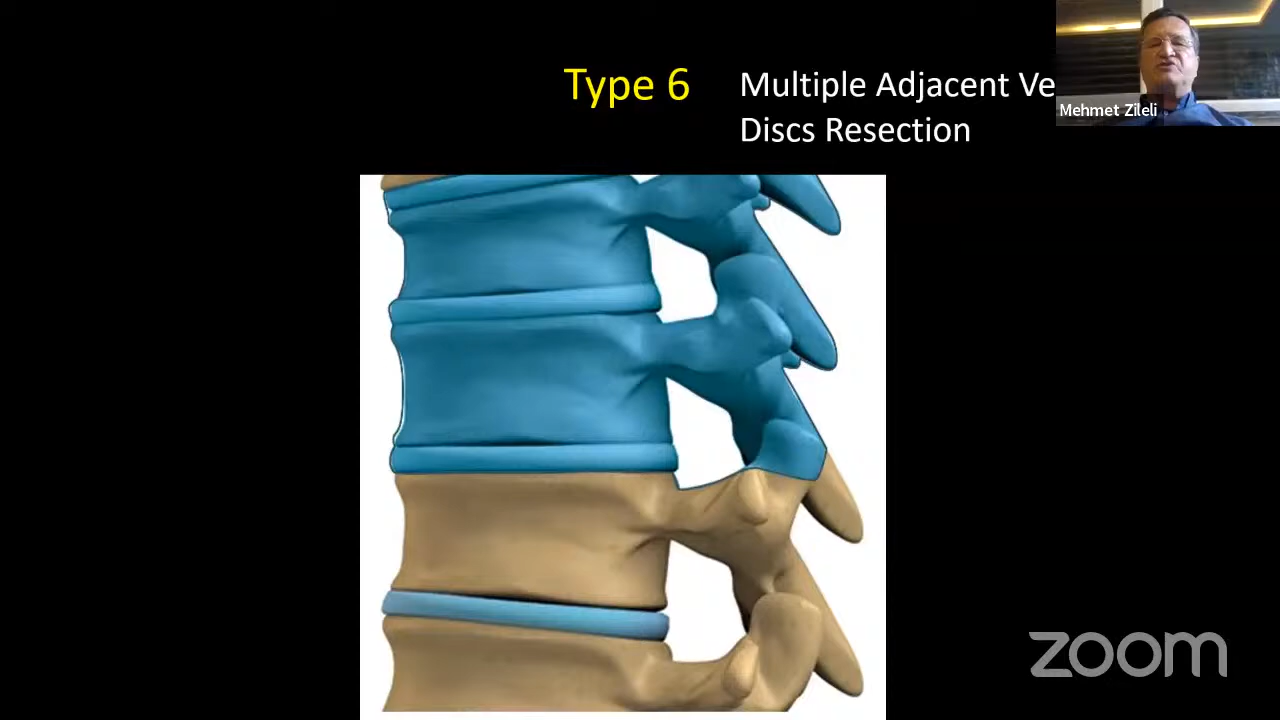 Type 6
Multiple Adjacent Ve
Discs Resection
Mehmet Zileli
zoom